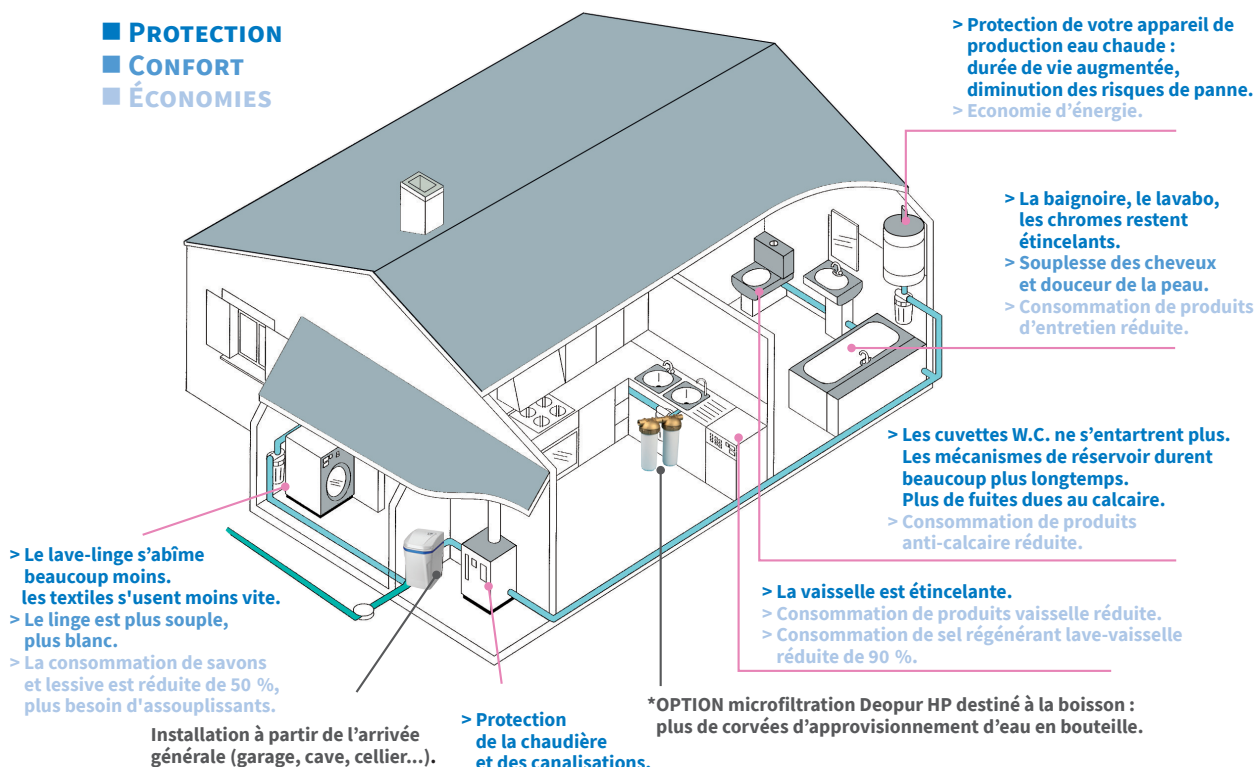 PROTECTION
CONFORT
ÉCONOMIES
> Protection de votre appareil de
production eau chaude :
durée de vie augmentée,
diminution des risques de panne.
> Economie d’énergie.
> La baignoire, le lavabo,
les chromes restent
étincelants.
> Souplesse des cheveux
et douceur de la peau.
> Consommation de produits
d’entretien réduite.
> Les cuvettes W.C. ne s’entartrent plus.
Les mécanismes de réservoir durent
beaucoup plus longtemps.
Plus de fuites dues au calcaire.
> Consommation de produits
anti-calcaire réduite.
> La vaisselle est étincelante.
> Consommation de produits vaisselle réduite.
> Consommation de sel régénérant lave-vaisselle
réduite de 90 %.
> Le lave-linge s’abîme
beaucoup moins.
les textiles s'usent moins vite.
> Le linge est plus souple,
plus blanc.
> La consommation de savons
et lessive est réduite de 50 %,
plus besoin d'assouplissants.
Installation à partir de l’arrivée
générale (garage, cave, cellier...).
> Protection
de la chaudière
et des canalisations.
*OPTION microfiltration Deopur HP destiné à la boisson :
plus de corvées d’approvisionnement d’eau en bouteille.